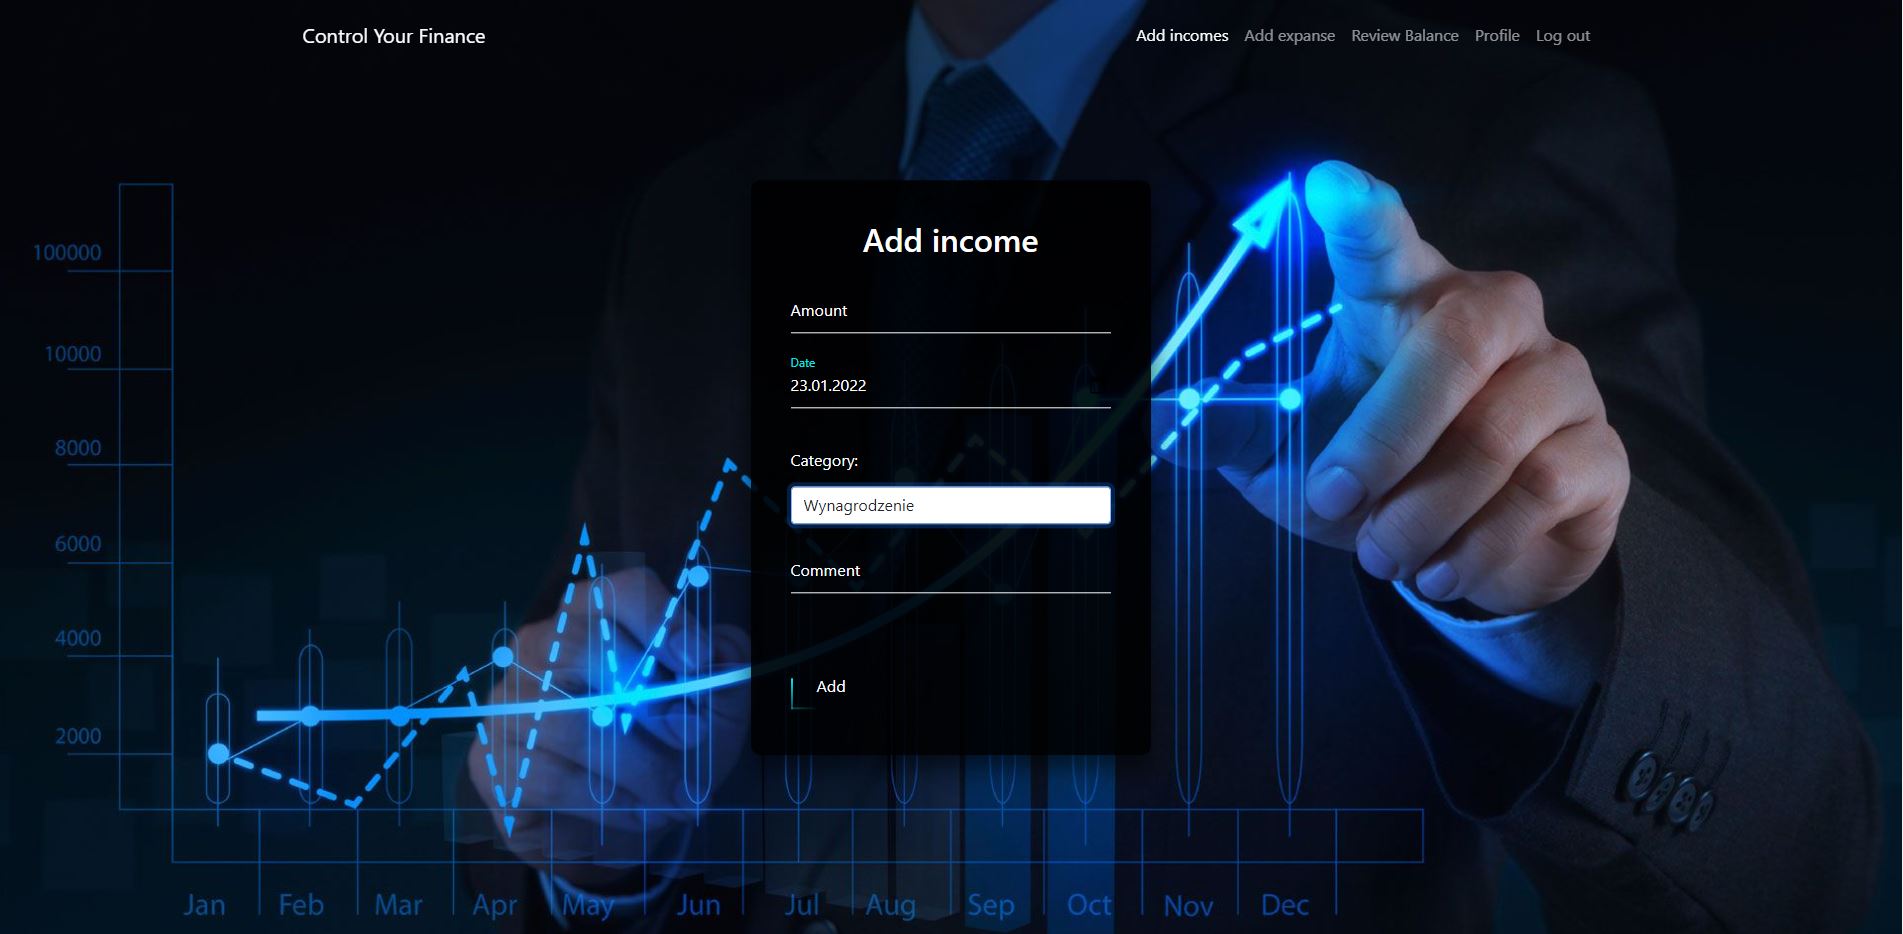 Control Your Finance
Add incomes Add expanse Review Balance Profile Log out
Add income
Amount
Date
23.01.2022
Category:
Wynagrodzenie
Comment
Add
100000
10000
8000
6000
4000
2000
Jan Feb Mar Apr May Jun Jul Aug Sep Oct Nov Dec